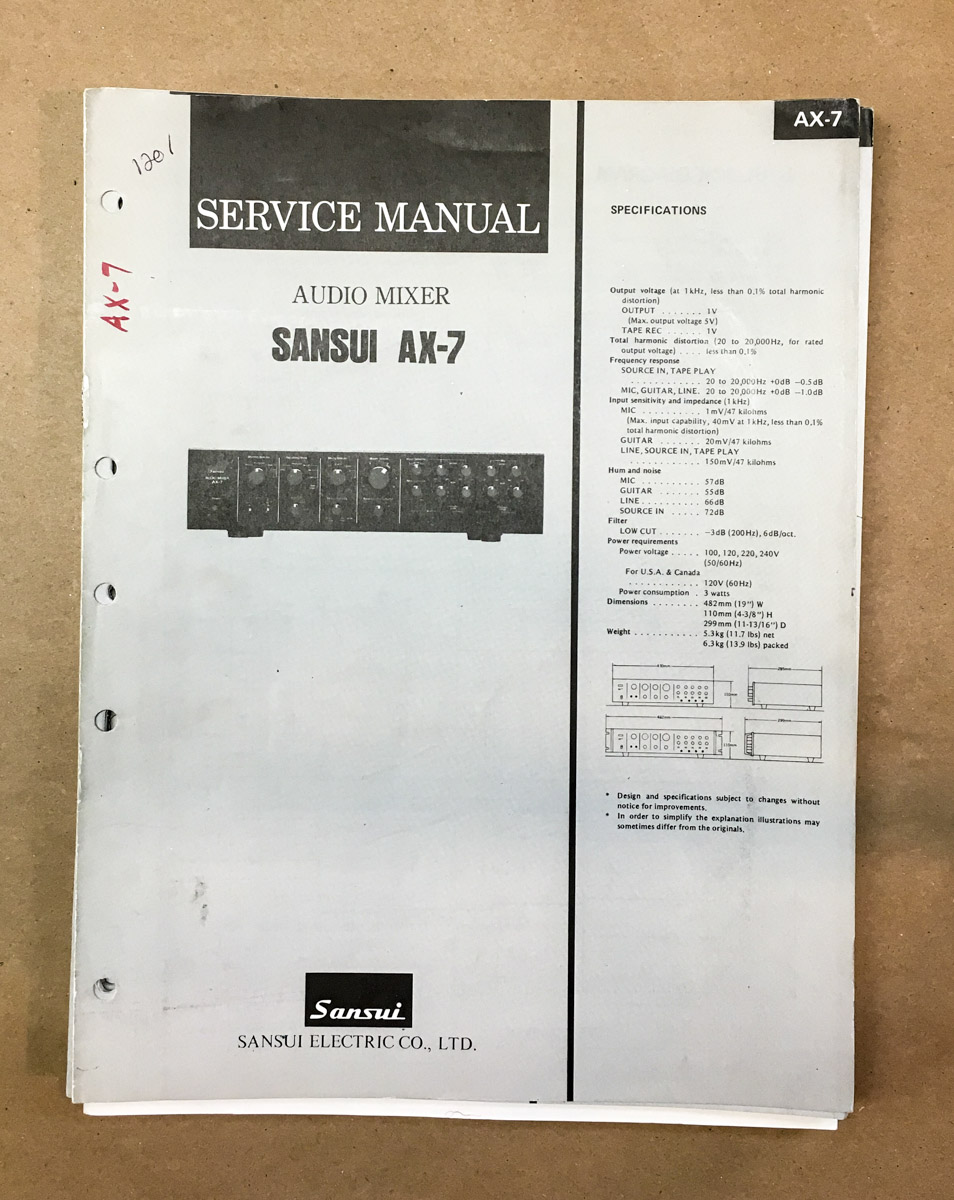 1201
AX-7
SERVICE MANUAL
AUDIO MIXER
SANSUI AX-7
Sansui
SANSUI ELECTRIC CO., LTD.
AX-7
SPECIFICATIONS
Output voltage (at 1kHz, less than 0.1% total harmonic
distortion)
OUTPUT . . . . . . . 1V
(Max. output voltage 5V)
TAPE REC . . . . . . 1V
Total harmonic distortion (20 to 20,000Hz, for rated
output voltage) . . . . less than 0.1%
Frequency response
SOURCE IN, TAPE PLAY
. . . . . . . . . . . . 20 to 20,000Hz +0dB −0.5dB
MIC, GUITAR, LINE. 20 to 20,000Hz +0dB −1.0dB
Input sensitivity and impedance (1kHz)
MIC . . . . . . . . . . 1mV/47 kilohms
(Max. input capability, 40mV at 1kHz, less than 0.1%
total harmonic distortion)
GUITAR . . . . . . . 20mV/47 kilohms
LINE, SOURCE IN, TAPE PLAY
. . . . . . . . . . . . 150mV/47 kilohms
Hum and noise
MIC . . . . . . . . . . 57dB
GUITAR . . . . . . . 55dB
LINE . . . . . . . . . . 66dB
SOURCE IN . . . . . 72dB
Filter
LOW CUT . . . . . . . −3dB (200Hz), 6dB/oct.
Power requirements
Power voltage . . . . . 100, 120, 220, 240V
(50/60Hz)
For U.S.A. & Canada
. . . . . . . . . . . . 120V (60Hz)
Power consumption . 3 watts
Dimensions . . . . . . . . 482mm (19") W
110mm (4-3/8") H
299mm (11-13/16") D
Weight . . . . . . . . . . . 5.3kg (11.7 lbs) net
6.3kg (13.9 lbs) packed
* Design and specifications subject to changes without
notice for improvements.
* In order to simplify the explanation illustrations may
sometimes differ from the originals.